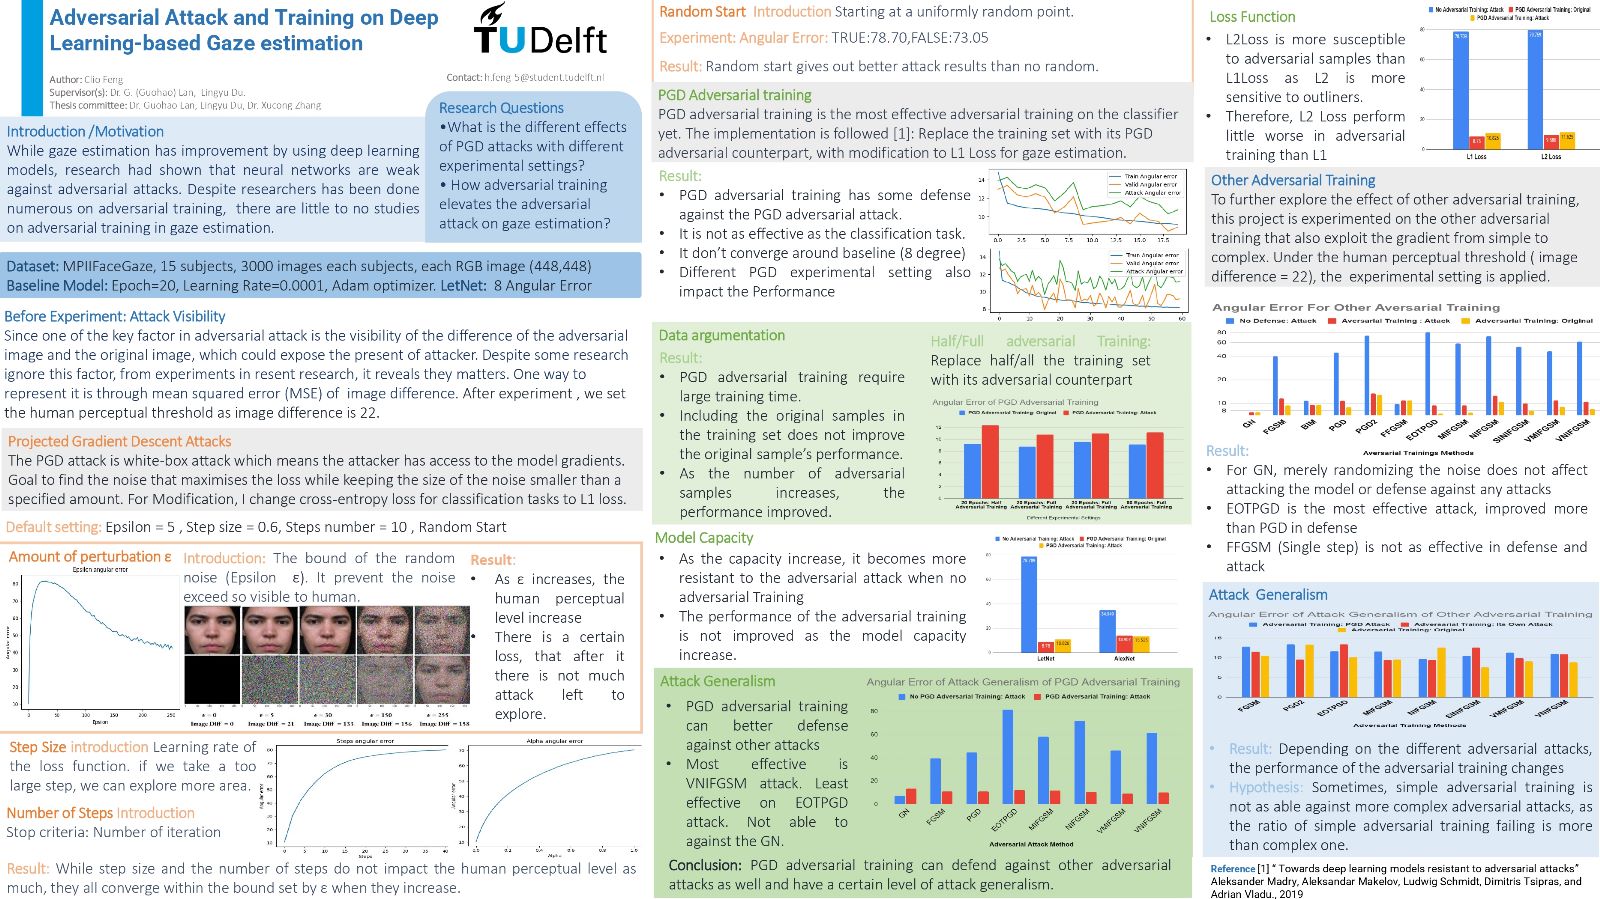 Adversarial Attack and Training on Deep
Learning-based Gaze estimation
TUDelft
Author: Clio Feng
Supervisor(s): Dr. G. (Guohao) Lan, Lingyu Du.
Thesis committee: Dr. Guohao Lan, Lingyu Du, Dr. Xucong Zhang
Contact: h.feng-5@student.tudelft.nl
Introduction /Motivation
While gaze estimation has improvement by using deep learning
models, research had shown that neural networks are weak
against adversarial attacks. Despite researchers has been done
numerous on adversarial training, there are little to no studies
on adversarial training in gaze estimation.
Research Questions
•What is the different effects
of PGD attacks with different
experimental settings?
• How adversarial training
elevates the adversarial
attack on gaze estimation?
Dataset: MPIIFaceGaze, 15 subjects, 3000 images each subjects, each RGB image (448,448)
Baseline Model: Epoch=20, Learning Rate=0.0001, Adam optimizer. LetNet: 8 Angular Error
Before Experiment: Attack Visibility
Since one of the key factor in adversarial attack is the visibility of the difference of the adversarial
image and the original image, which could expose the present of attacker. Despite some research
ignore this factor, from experiments in resent research, it reveals they matters. One way to
represent it is through mean squared error (MSE) of image difference. After experiment , we set
the human perceptual threshold as image difference is 22.
Projected Gradient Descent Attacks
The PGD attack is white-box attack which means the attacker has access to the model gradients.
Goal to find the noise that maximises the loss while keeping the size of the noise smaller than a
specified amount. For Modification, I change cross-entropy loss for classification tasks to L1 loss.
Default setting: Epsilon = 5 , Step size = 0.6, Steps number = 10 , Random Start
Amount of perturbation ε
Epsilon angular error
Angular error
Epsilon
Introduction: The bound of the random
noise (Epsilon ε). It prevent the noise
exceed so visible to human.
ε = 0 ε = 5 ε = 50 ε = 150 ε = 255
Image Diff = 0 Image Diff = 21 Image Diff = 133 Image Diff = 156 Image Diff = 158
Result:
• As ε increases, the
human perceptual
level increase
• There is a certain
loss, that after it
there is not much
attack left to
explore.
Step Size introduction Learning rate of
the loss function. if we take a too
large step, we can explore more area.
Number of Steps Introduction
Stop criteria: Number of iteration
Steps angular error
Angular error
Steps
Alpha angular error
Angular error
Alpha
Result: While step size and the number of steps do not impact the human perceptual level as
much, they all converge within the bound set by ε when they increase.
Random Start Introduction Starting at a uniformly random point.
Experiment: Angular Error: TRUE:78.70,FALSE:73.05
Result: Random start gives out better attack results than no random.
PGD Adversarial training
PGD adversarial training is the most effective adversarial training on the classifier
yet. The implementation is followed [1]: Replace the training set with its PGD
adversarial counterpart, with modification to L1 Loss for gaze estimation.
Result:
• PGD adversarial training has some defense
against the PGD adversarial attack.
• It is not as effective as the classification task.
• It don't converge around baseline (8 degree)
• Different PGD experimental setting also
impact the Performance
Train Angular error
Valid Angular error
Attack Angular error
Train Angular error
Valid Angular error
Attack Angular error
Data argumentation
Result:
• PGD adversarial training require
large training time.
• Including the original samples in
the training set does not improve
the original sample's performance.
• As the number of adversarial
samples increases, the
performance improved.
Half/Full adversarial Training:
Replace half/all the training set
with its adversarial counterpart
Angular Error of PGD Adversarial Training
PGD Adversarial Training: Original PGD Adversarial Training: Attack
20 Epochs, Half Adversarial Training
20 Epochs, Full Adversarial Training
Different Experimental Settings
Model Capacity
• As the capacity increase, it becomes more
resistant to the adversarial attack when no
adversarial Training
• The performance of the adversarial training
is not improved as the model capacity
increase.
No Adversarial Training: Attack PGD Adversarial Training: Original
PGD Adversarial Training: Attack
LetNet AlexNet
Attack Generalism
• PGD adversarial training
can better defense
against other attacks
• Most effective is
VNIFGSM attack. Least
effective on EOTPGD
attack. Not able to
against the GN.
Angular Error of Attack Generalism of PGD Adversarial Training
No PGD Adversarial Training: Attack PGD Adversarial Training: Attack
GN FGSM PGD EOTPGD MIFGSM NIFGSM VMIFGSM VNIFGSM
Adversarial Attack Method
Conclusion: PGD adversarial training can defend against other adversarial
attacks as well and have a certain level of attack generalism.
Loss Function
• L2Loss is more susceptible
to adversarial samples than
L1Loss as L2 is more
sensitive to outliners.
• Therefore, L2 Loss perform
little worse in adversarial
training than L1
No Adversarial Training: Attack PGD Adversarial Training: Original
PGD Adversarial Training: Attack
L1 Loss L2 Loss
Other Adversarial Training
To further explore the effect of other adversarial training,
this project is experimented on the other adversarial
training that also exploit the gradient from simple to
complex. Under the human perceptual threshold ( image
difference = 22), the experimental setting is applied.
Angular Error For Other Aversarial Training
No Defense: Attack Aversarial Training : Attack Adversarial Training: Original
GN FGSM BIM PGD PGD2 FFGSM EOTPGD MIFGSM NIFGSM SINIFGSM VMIFGSM VNIFGSM
Aversarial Trainings Methods
Result:
• For GN, merely randomizing the noise does not affect
attacking the model or defense against any attacks
• EOTPGD is the most effective attack, improved more
than PGD in defense
• FFGSM (Single step) is not as effective in defense and
attack
Attack Generalism
Angular Error of Attack Generalism of Other Adversarial Training
Adversarial Training: PGD Attack Adversarial Training: Its Own Attack
Adversarial Training: Original
FGSM PGD2 EOTPGD MIFGSM NIFGSM SINIFGSM VMIFGSM VNIFGSM
Adversarial Training Methods
• Result: Depending on the different adversarial attacks,
the performance of the adversarial training changes
• Hypothesis: Sometimes, simple adversarial training is
not as able against more complex adversarial attacks, as
the ratio of simple adversarial training failing is more
than complex one.
Reference [1] " Towards deep learning models resistant to adversarial attacks"
Aleksander Madry, Aleksandar Makelov, Ludwig Schmidt, Dimitris Tsipras, and
Adrian Vladu., 2019